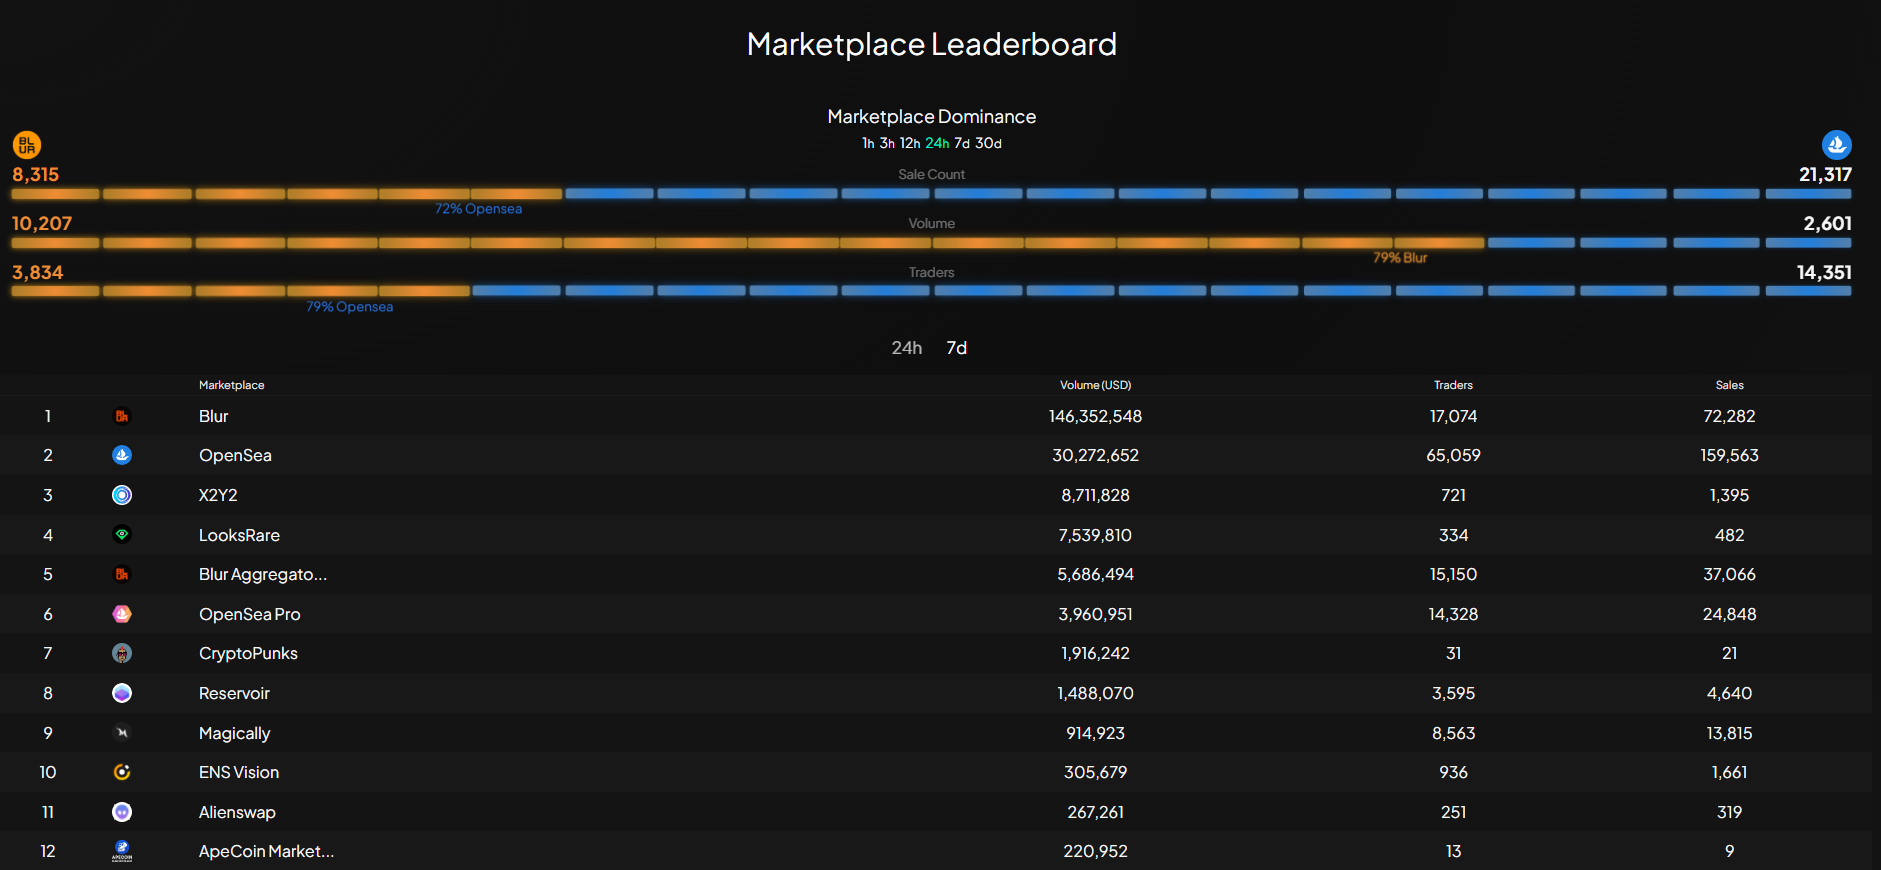 Marketplace Leaderboard
Marketplace Dominance
1h 3h 12h 24h 7d 30d
BL
UR
8,315 Sale Count 21,317
72% Opensea
10,207 Volume 2,601
79% Blur
3,834 Traders 14,351
79% Opensea
24h 7d
Marketplace Volume (USD) Traders Sales
1 Blur 146,352,548 17,074 72,282
2 OpenSea 30,272,652 65,059 159,563
3 X2Y2 8,711,828 721 1,395
4 LooksRare 7,539,810 334 482
5 Blur Aggregato... 5,686,494 15,150 37,066
6 OpenSea Pro 3,960,951 14,328 24,848
7 CryptoPunks 1,916,242 31 21
8 Reservoir 1,488,070 3,595 4,640
9 Magically 914,923 8,563 13,815
10 ENS Vision 305,679 936 1,661
11 Alienswap 267,261 251 319
12 APECOIN ApeCoin Market... 220,952 13 9